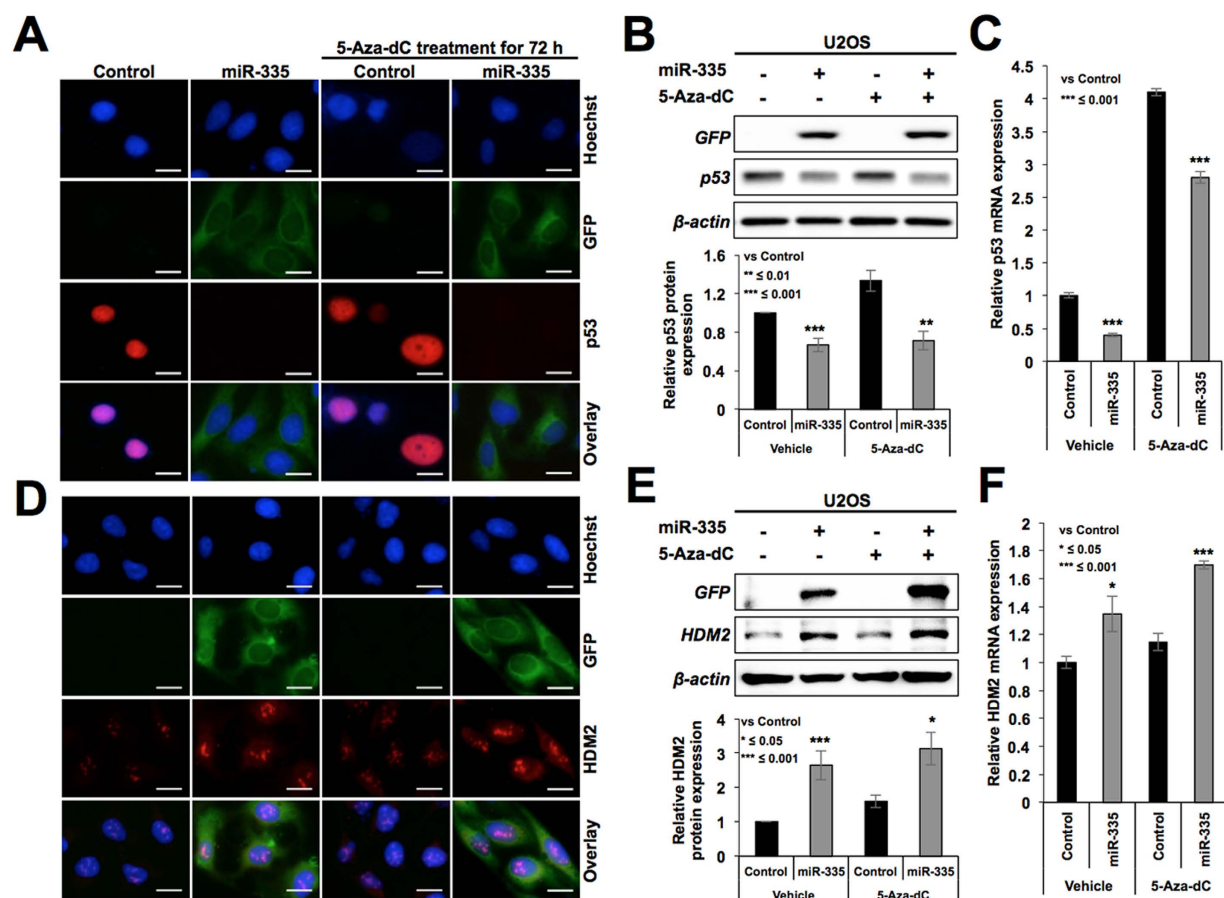 A
5-Aza-dC treatment for 72 h
Control
miR-335
Control
miR-335
Hoechst
GFP
p53
Overlay
B
U2OS
miR-335 - + - +
5-Aza-dC - - + +
GFP
p53
β-actin
Relative p53 protein
expression
1.6
1.2
0.8
0.4
0
vs Control
** ≤ 0.01
*** ≤ 0.001
***
**
Control
miR-335
Control
miR-335
Vehicle
5-Aza-dC
C
Relative p53 mRNA expression
4.5
4
3.5
3
2.5
2
1.5
1
0.5
0
vs Control
*** ≤ 0.001
***
***
Control
miR-335
Control
miR-335
Vehicle
5-Aza-dC
D
Hoechst
GFP
HDM2
Overlay
E
U2OS
miR-335 - + - +
5-Aza-dC - - + +
GFP
HDM2
β-actin
Relative HDM2
protein expression
4
3
2
1
0
vs Control
* ≤ 0.05
*** ≤ 0.001
***
*
Control
miR-335
Control
miR-335
Vehicle
5-Aza-dC
F
Relative HDM2 mRNA expression
2
1.8
1.6
1.4
1.2
1
0.8
0.6
0.4
0.2
0
vs Control
* ≤ 0.05
*** ≤ 0.001
*
***
Control
miR-335
Control
miR-335
Vehicle
5-Aza-dC